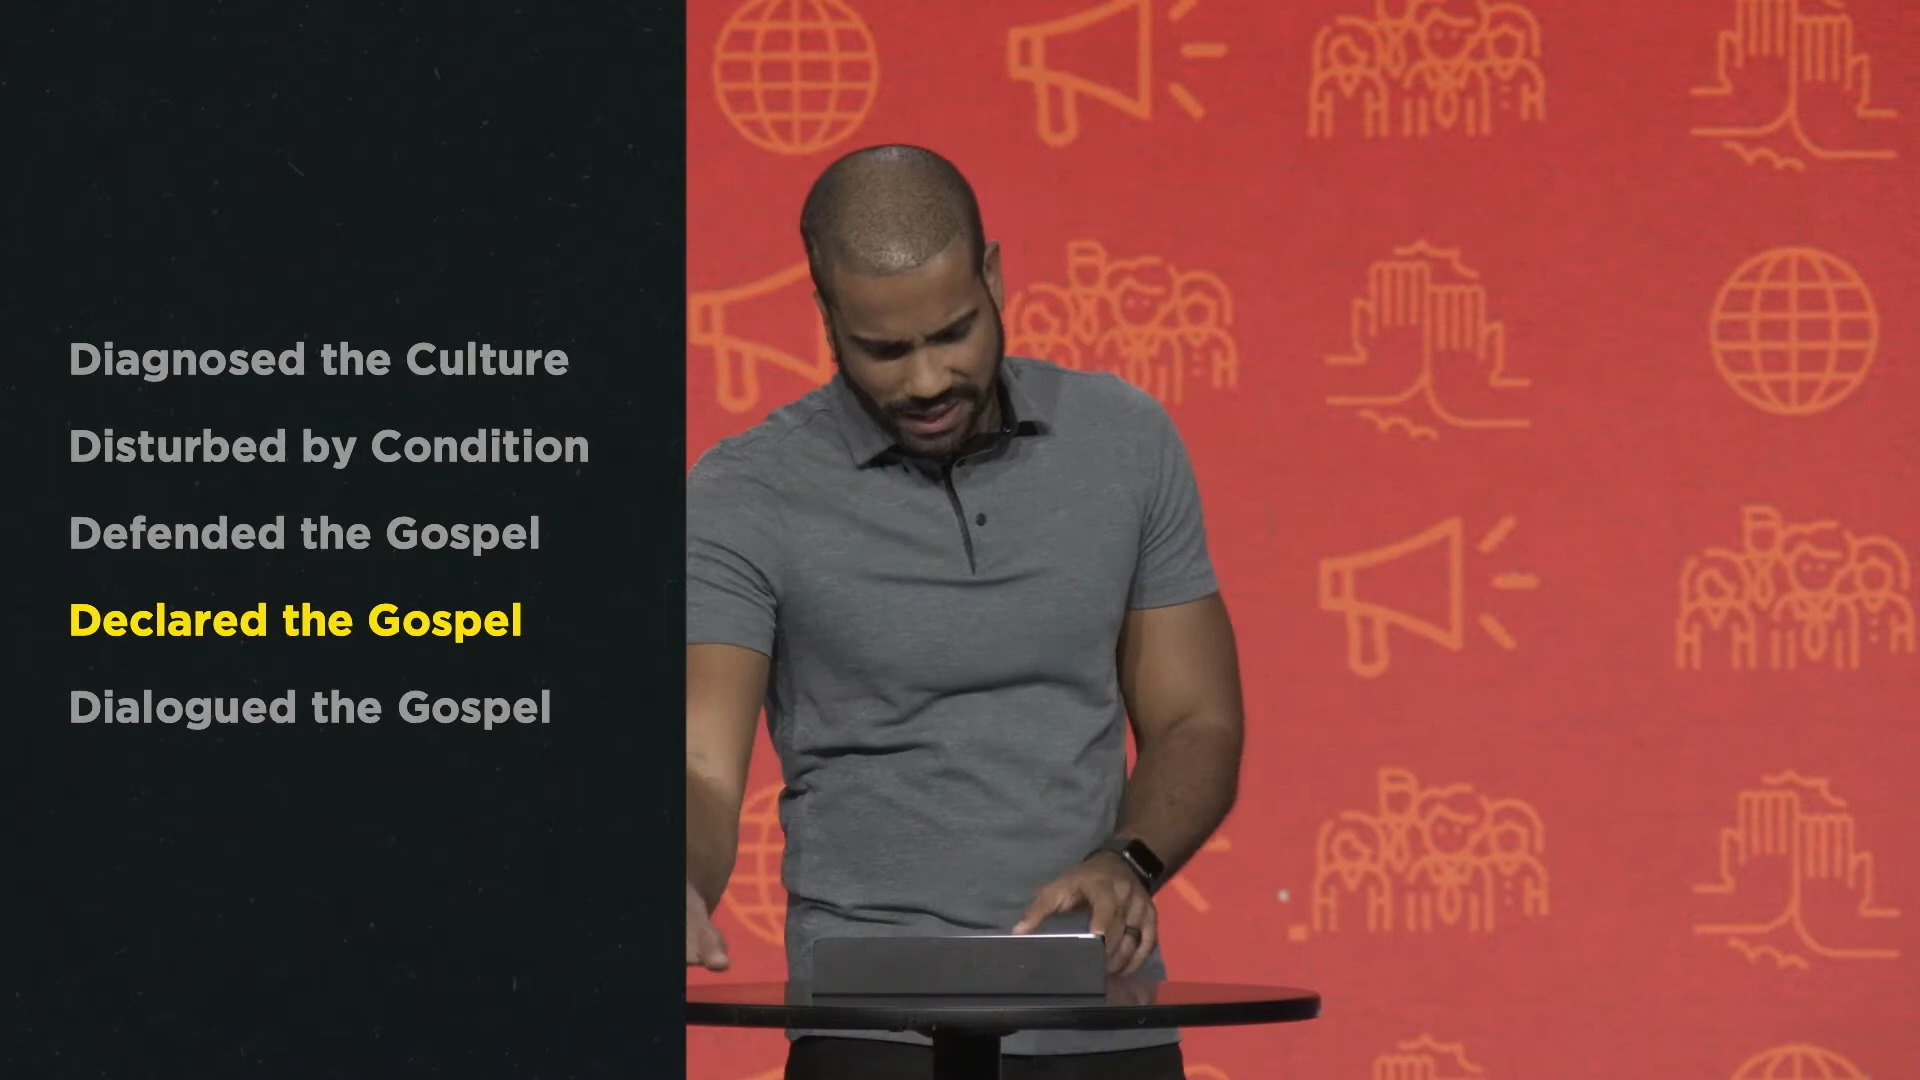 Diagnosed the Culture
Disturbed by Condition
Defended the Gospel
Declared the Gospel
Dialogued the Gospel